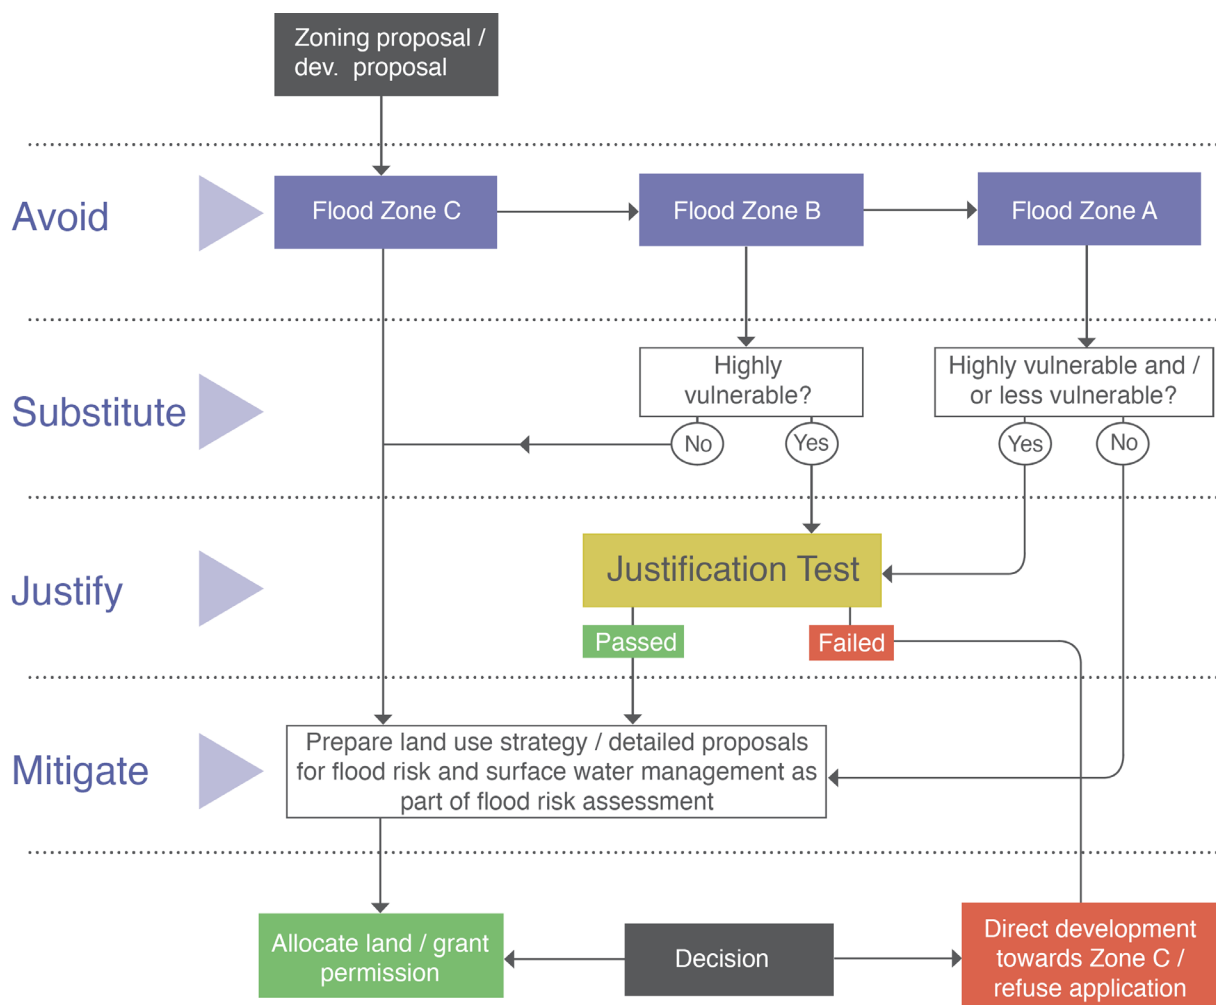 Zoning proposal /
dev. proposal
Avoid
Flood Zone C
Flood Zone B
Flood Zone A
Substitute
Highly
vulnerable?
Highly vulnerable and /
or less vulnerable?
No
Yes
Yes
No
Justify
Justification Test
Passed
Failed
Mitigate
Prepare land use strategy / detailed proposals
for flood risk and surface water management as
part of flood risk assessment
Allocate land / grant
permission
Decision
Direct development
towards Zone C /
refuse application